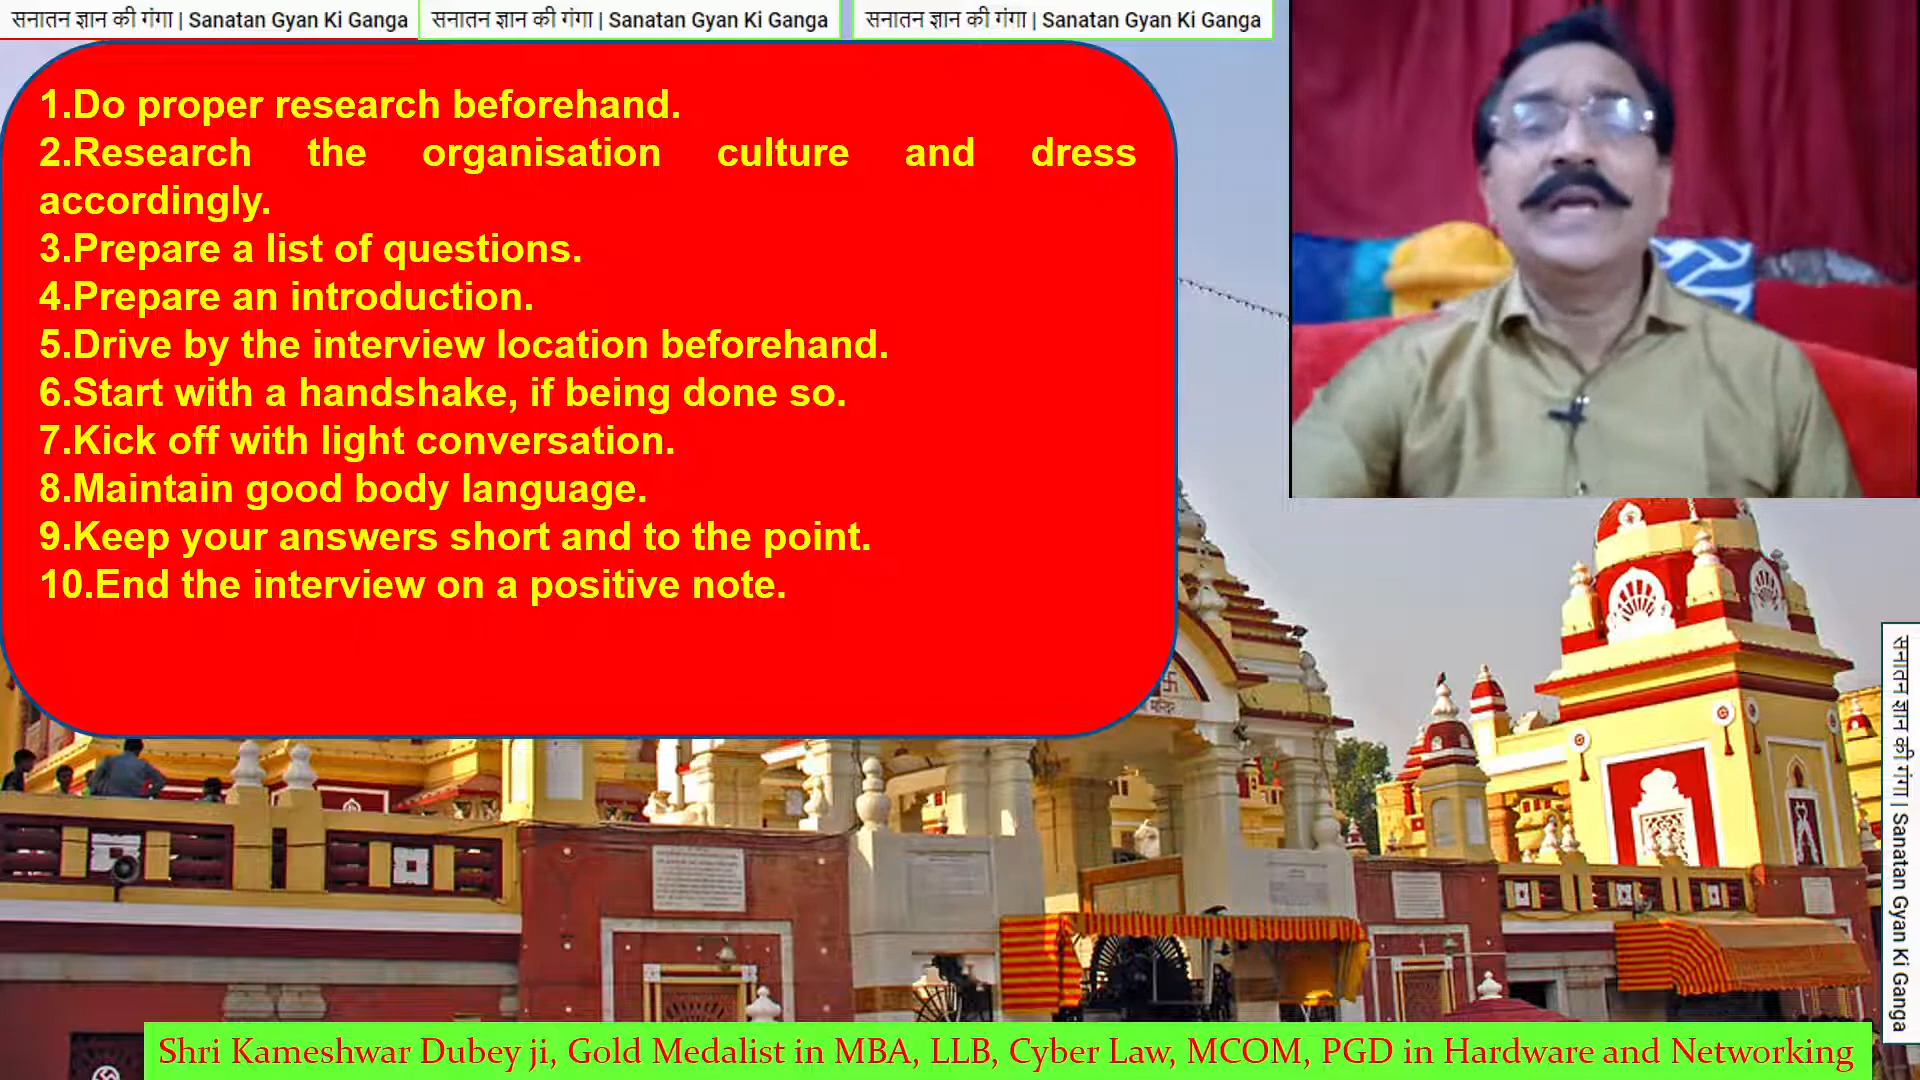 सनातन ज्ञान की गंगा | Sanatan Gyan Ki Ganga
सनातन ज्ञान की गंगा | Sanatan Gyan Ki Ganga
सनातन ज्ञान की गंगा | Sanatan Gyan Ki Ganga
1.Do proper research beforehand.
2.Research the organisation culture and dress
accordingly.
3.Prepare a list of questions.
4.Prepare an introduction.
5.Drive by the interview location beforehand.
6.Start with a handshake, if being done so.
7.Kick off with light conversation.
8.Maintain good body language.
9.Keep your answers short and to the point.
10.End the interview on a positive note.
सनातन ज्ञान की गंगा | Sanatan Gyan Ki Ganga
Shri Kameshwar Dubey ji, Gold Medalist in MBA, LLB, Cyber Law, MCOM, PGD in Hardware and Networking